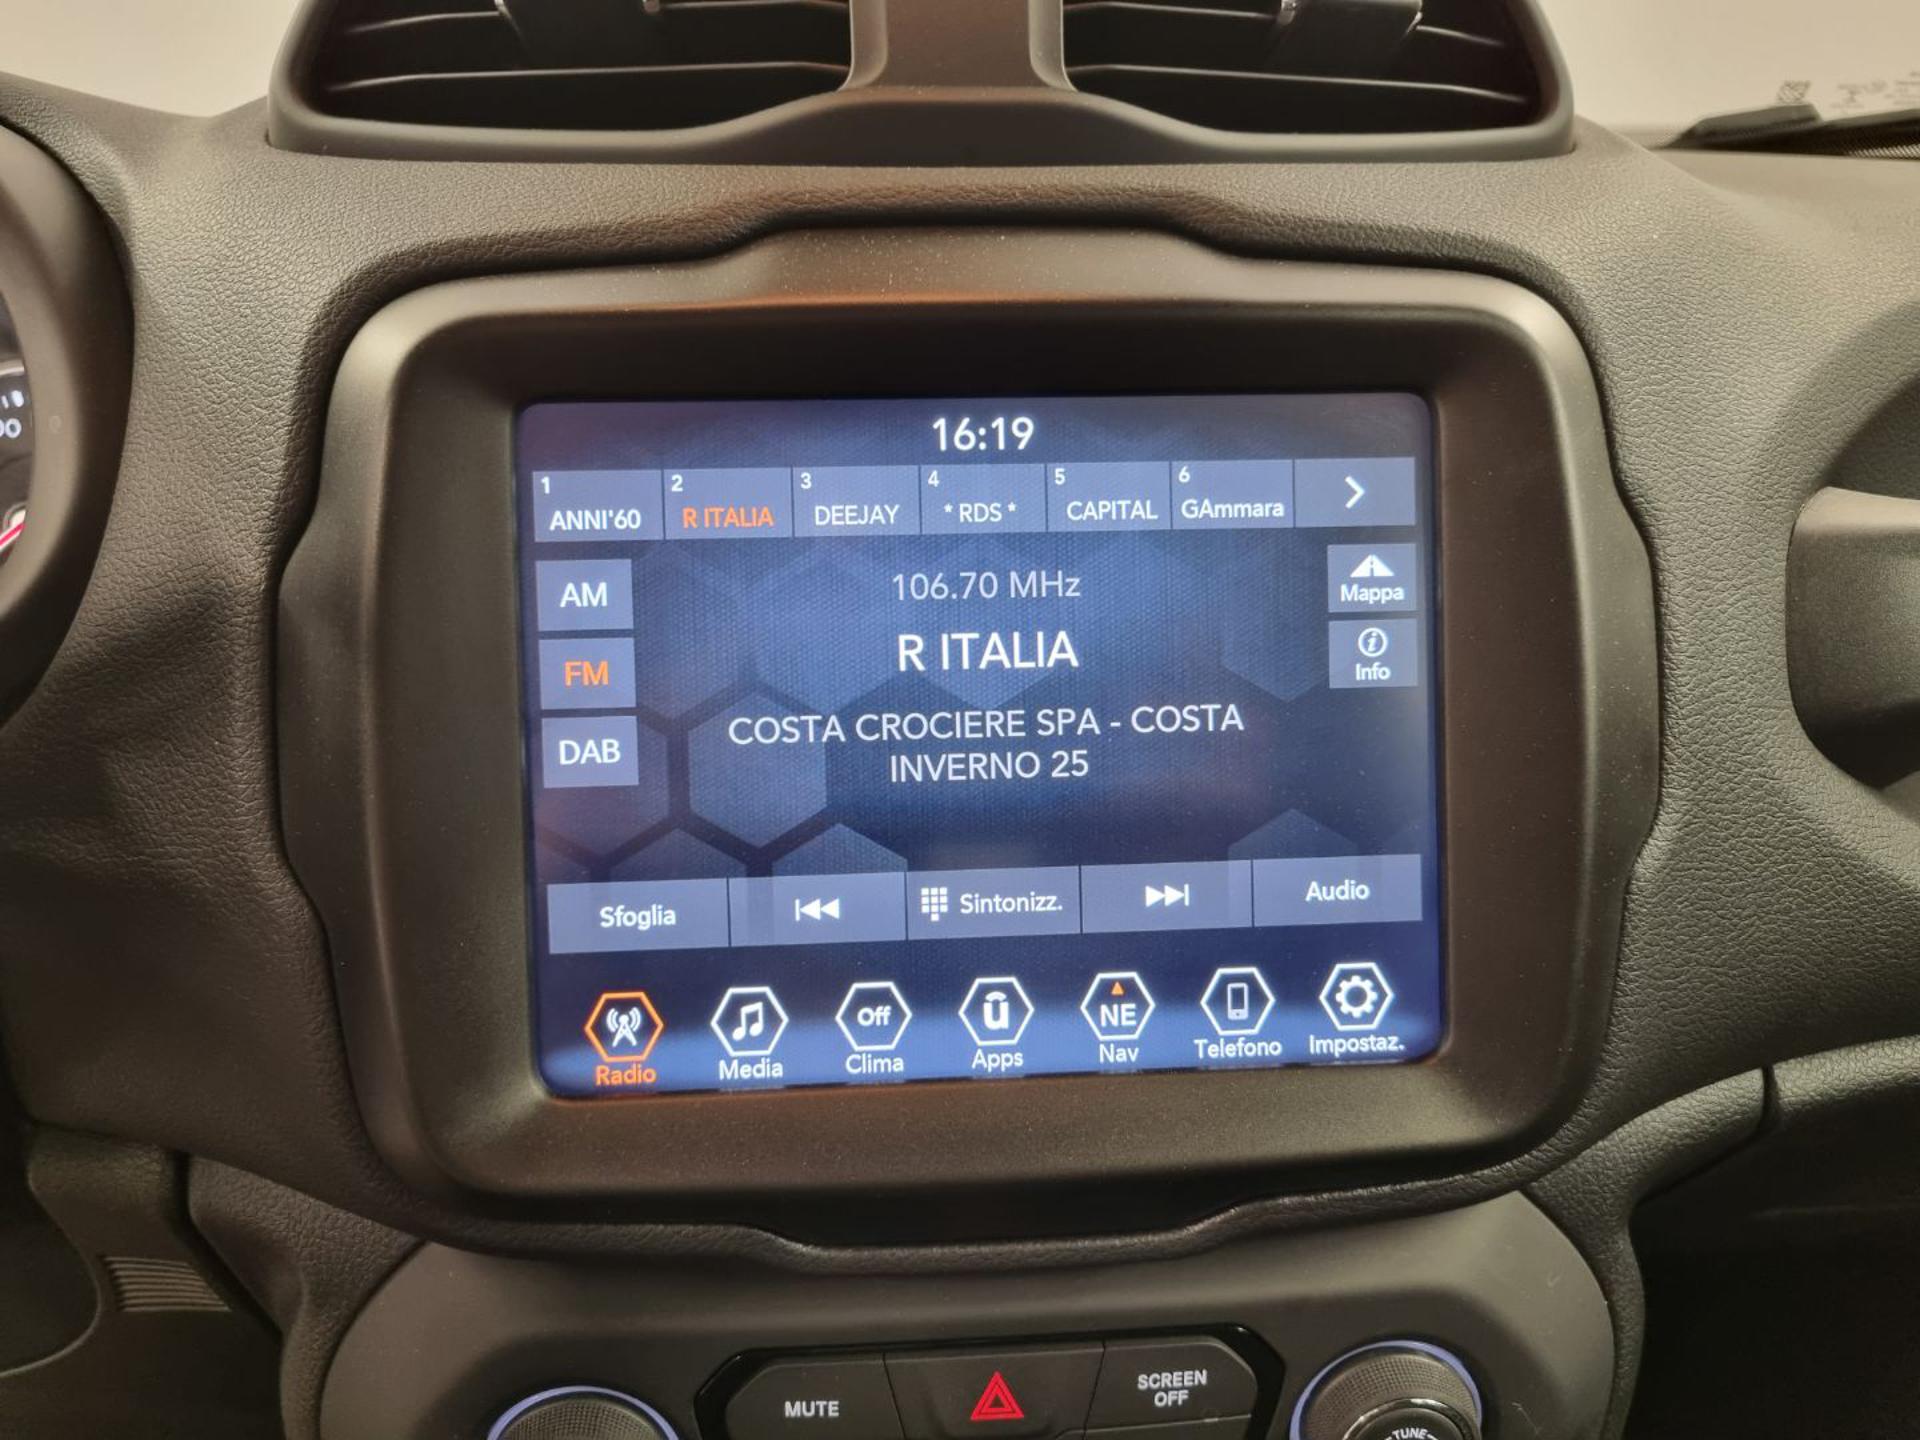 16:19
1 2 3 4 5 6
ANNI'60 R ITALIA DEEJAY * RDS * CAPITAL GAmmara
AM
106.70 MHz
Mappa
R ITALIA
FM
Info
COSTA CROCIERE SPA - COSTA
INVERNO 25
DAB
Sfoglia Sintonizz. Audio
Off NE
Radio Media Clima Apps Nav Telefono Impostaz.
MUTE
SCREEN
OFF
TUNE